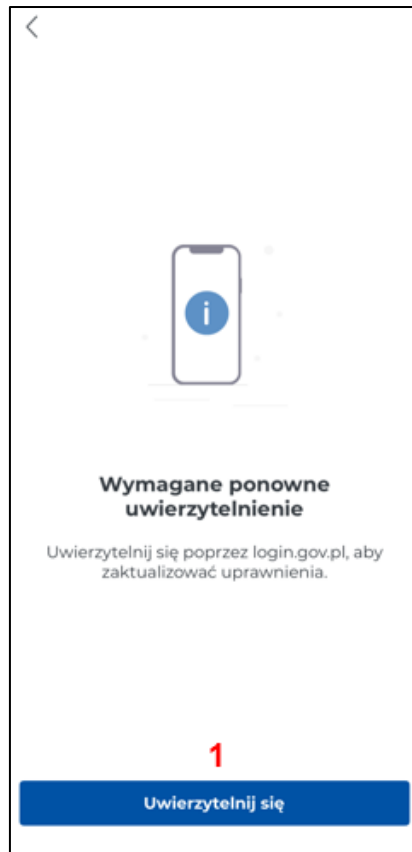 i
Wymagane ponowne
uwierzytelnienie
Uwierzytelnij się poprzez login.gov.pl, aby
zaktualizować uprawnienia.
1
Uwierzytelnij się